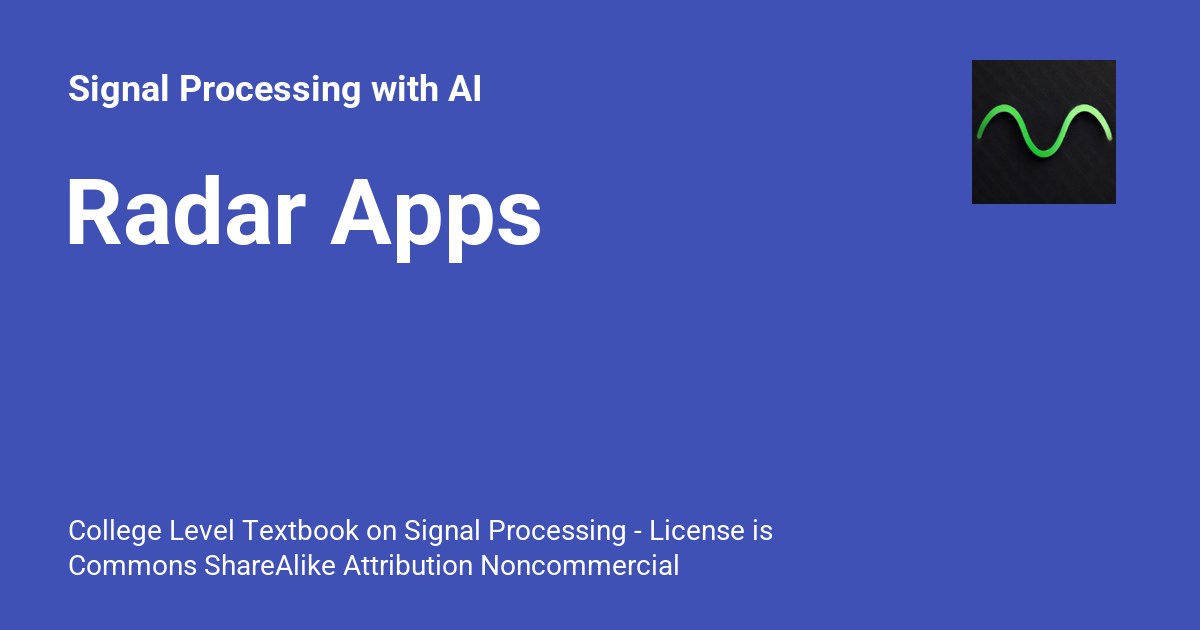 Signal Processing with AI
Radar Apps
College Level Textbook on Signal Processing - License is
Commons ShareAlike Attribution Noncommercial